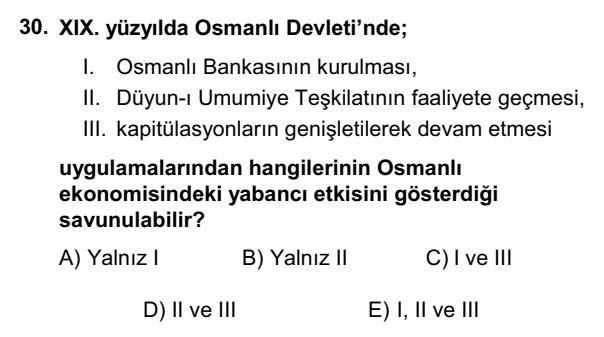 30. XIX. yüzyılda Osmanlı Devleti’nde;
I. Osmanlı Bankasının kurulması,
II. Düyun-ı Umumiye Teşkilatının faaliyete geçmesi,
III. kapitülasyonların genişletilerek devam etmesi
uygulamalarından hangilerinin Osmanlı
ekonomisindeki yabancı etkisini gösterdiği
savunulabilir?
A) Yalnız I B) Yalnız II C) I ve III
D) II ve III E) I, II ve III